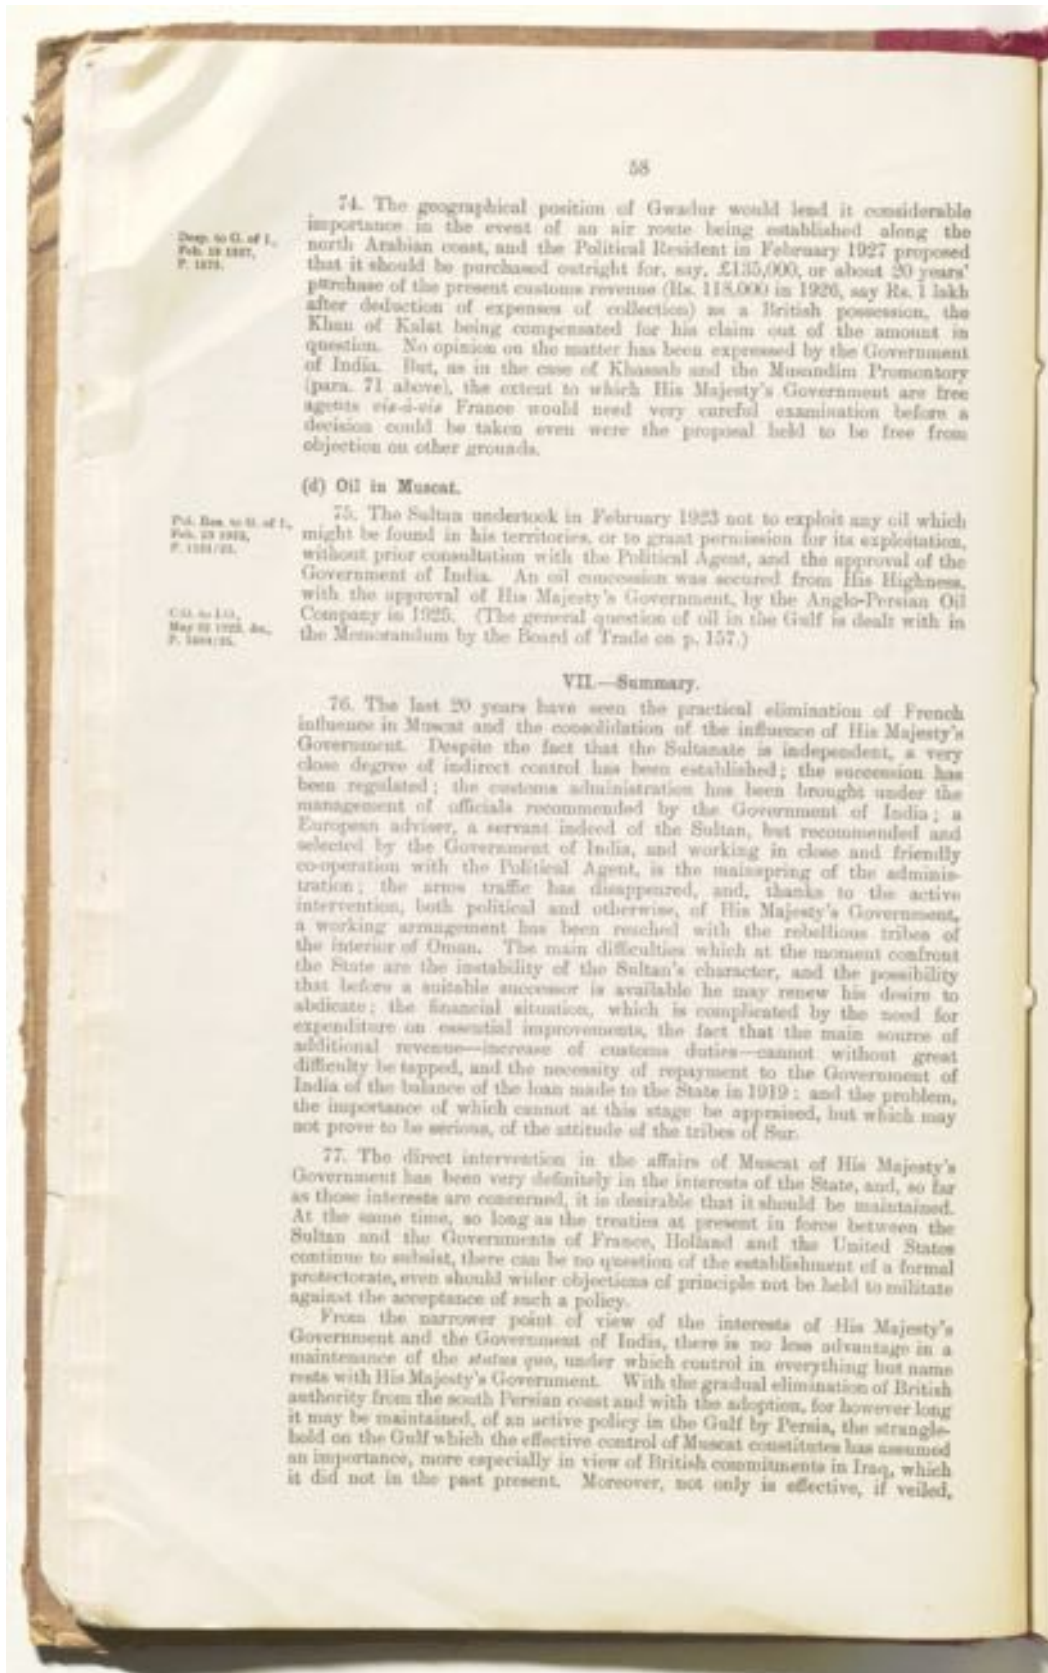 58
74. The geographical position of Gwadur would lend it considerable
importance in the event of an air route being established along the
north Arabian coast, and the Political Resident in February 1927 proposed
that it should be purchased outright for, say, £135,000, or about 20 years'
purchase of the present customs revenue (Rs. 118,000 in 1926, say Rs. 1 lakh
after deduction of expenses of collection) as a British possession, the
Khan of Kalat being compensated for his claim out of the amount in
question. No opinion on the matter has been expressed by the Government
of India. But, as in the case of Khassab and the Musandim Promontory
(para. 71 above), the extent to which His Majesty's Government are free
agents vis-à-vis France would need very careful examination before a
decision could be taken even were the proposal held to be free from
objection on other grounds.
Desp. to G. of I.,
Feb. 1927,
P.
(d) Oil in Muscat.
75. The Sultan undertook in February 1923 not to exploit any oil which
might be found in his territories, or to grant permission for its exploitation,
without prior consultation with the Political Agent, and the approval of the
Government of India. An oil concession was secured from His Highness,
with the approval of His Majesty's Government, by the Anglo-Persian Oil
Company in 1925. (The general question of oil in the Gulf is dealt with in
the Memorandum by the Board of Trade on p. 157.)
Pol. Res. to G. of I.,
Feb. 1923,
P.
C.O. to I.O.,
May 1925, &c.,
P.
VII.—Summary.
76. The last 20 years have seen the practical elimination of French
influence in Muscat and the consolidation of the influence of His Majesty's
Government. Despite the fact that the Sultanate is independent, a very
close degree of indirect control has been established; the succession has
been regulated; the customs administration has been brought under the
management of officials recommended by the Government of India; a
European adviser, a servant indeed of the Sultan, but recommended and
selected by the Government of India, and working in close and friendly
co-operation with the Political Agent, is the mainspring of the adminis-
tration; the arms traffic has disappeared, and, thanks to the active
intervention, both political and otherwise, of His Majesty's Government,
a working arrangement has been reached with the rebellious tribes of
the interior of Oman. The main difficulties which at the moment confront
the State are the instability of the Sultan's character, and the possibility
that before a suitable successor is available he may renew his desire to
abdicate; the financial situation, which is complicated by the need for
expenditure on essential improvements, the fact that the main source of
additional revenue—increase of customs duties—cannot without great
difficulty be tapped, and the necessity of repayment to the Government of
India of the balance of the loan made to the State in 1919; and the problem,
the importance of which cannot at this stage be appraised, but which may
not prove to be serious, of the attitude of the tribes of Sur.
77. The direct intervention in the affairs of Muscat of His Majesty's
Government has been very definitely in the interests of the State, and, so far
as those interests are concerned, it is desirable that it should be maintained.
At the same time, so long as the treaties at present in force between the
Sultan and the Governments of France, Holland and the United States
continue to subsist, there can be no question of the establishment of a formal
protectorate, even should wider objections of principle not be held to militate
against the acceptance of such a policy.
From the narrower point of view of the interests of His Majesty's
Government and the Government of India, there is no less advantage in a
maintenance of the status quo, under which control in everything but name
rests with His Majesty's Government. With the gradual elimination of British
authority from the south Persian coast and with the adoption, for however long
it may be maintained, of an active policy in the Gulf by Persia, the strangle-
hold on the Gulf which the effective control of Muscat constitutes has assumed
an importance, more especially in view of British commitments in Iraq, which
it did not in the past present. Moreover, not only is effective, if veiled,